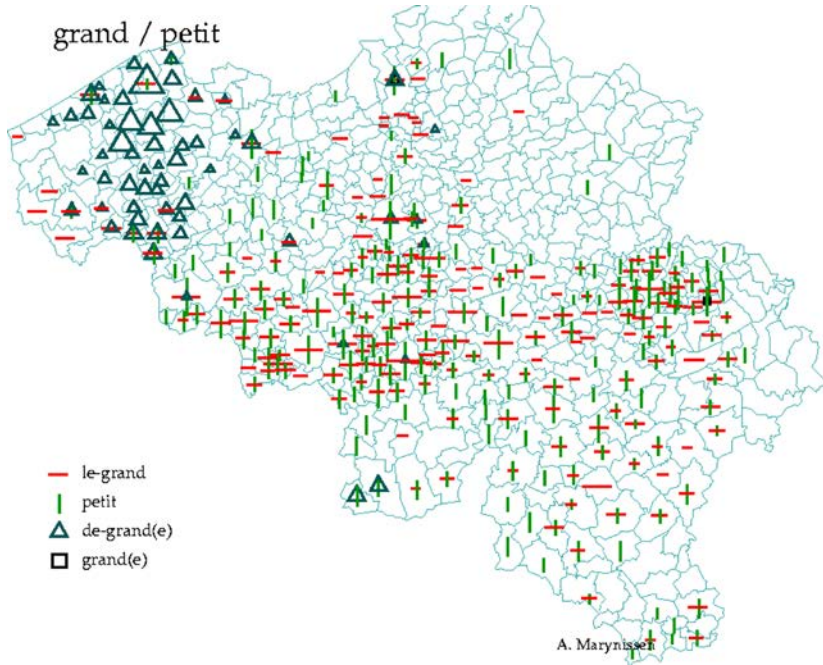 grand / petit
le-grand
petit
de-grand(e)
grand(e)
A. Marynissen